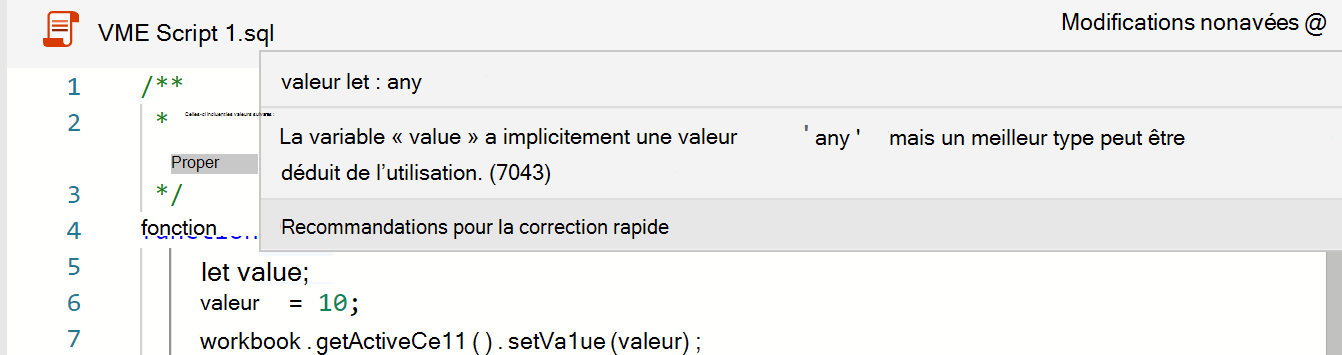 VME Script 1.sql
Modifications nonavées @
valeur let : any
La variable « value » a implicitement une valeur 'any ' mais un meilleur type peut être
déduit de l’utilisation. (7043)
Recommandations pour la correction rapide
1 /**
2 * Celles-ci incluent les valeurs suivantes :
Proper
3 */
4 fonction
5 let value;
6 valeur = 10;
7 workbook .getActiveCe11 ( ) . setVa1ue (valeur) ;